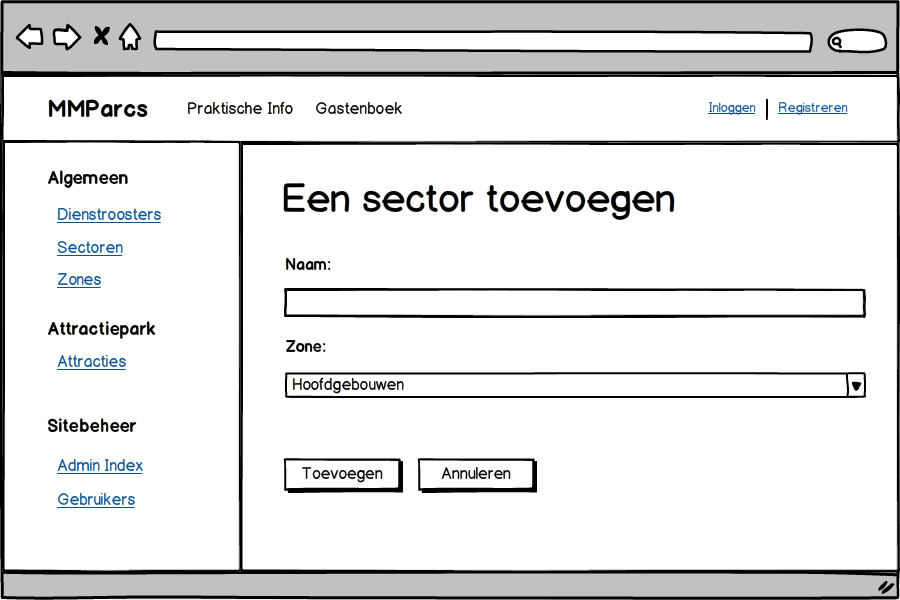 MMParcs Praktische Info Gastenboek Inloggen Registreren
Algemeen
Dienstroosters
Sectoren
Zones
Attractiepark
Attracties
Sitebeheer
Admin Index
Gebruikers
Een sector toevoegen
Naam:
Zone:
Hoofdgebouwen
Toevoegen Annuleren